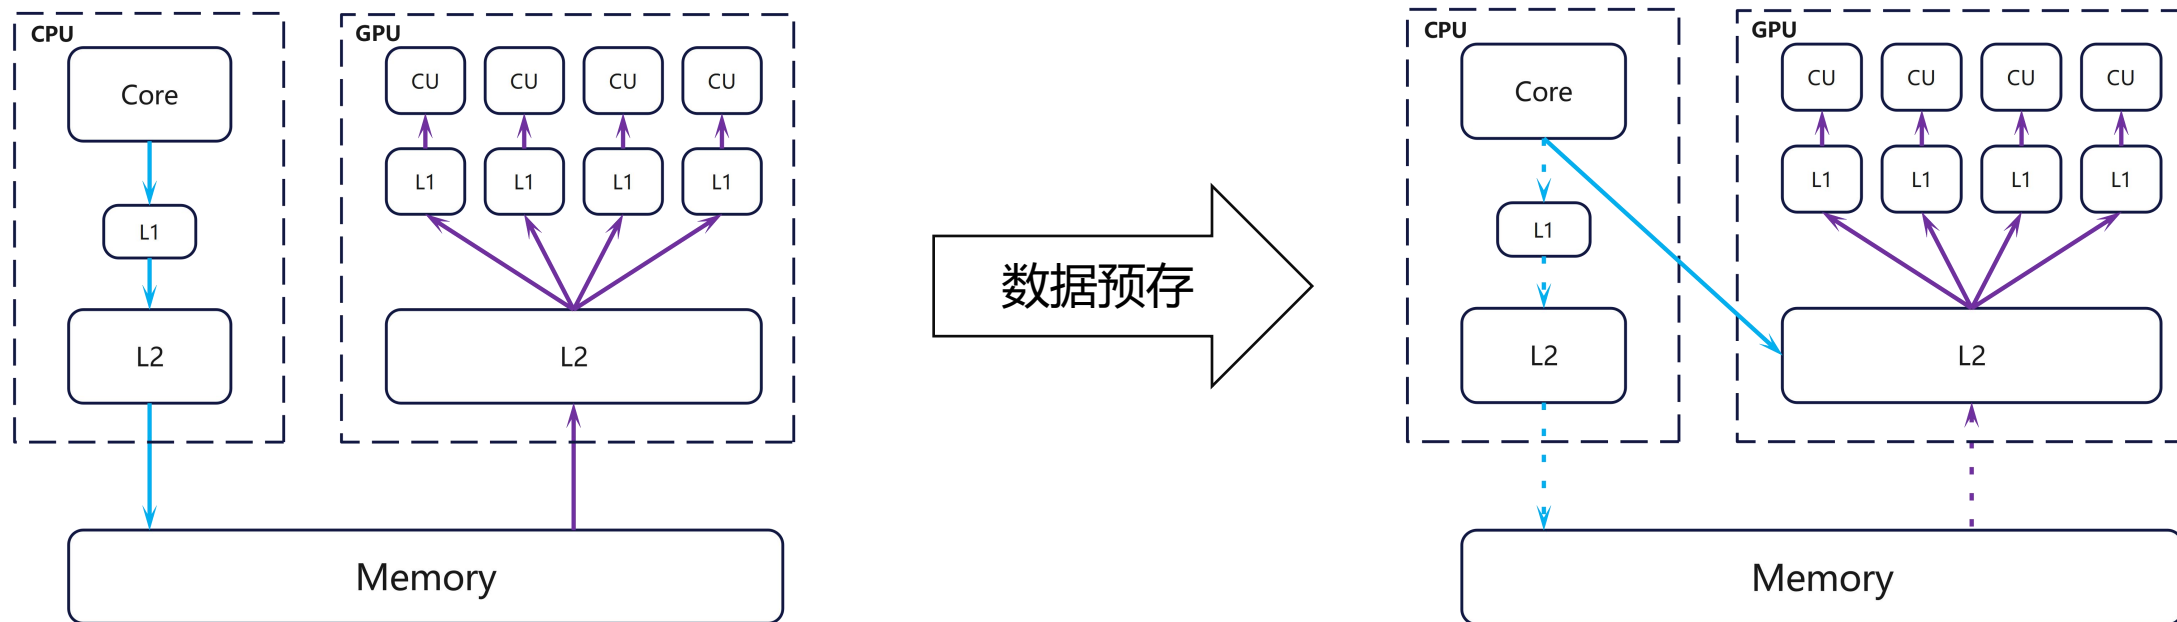 CPU
Core
L1
L2
GPU
CU CU CU CU
L1 L1 L1 L1
L2
Memory
数据预存
CPU
Core
L1
L2
GPU
CU CU CU CU
L1 L1 L1 L1
L2
Memory